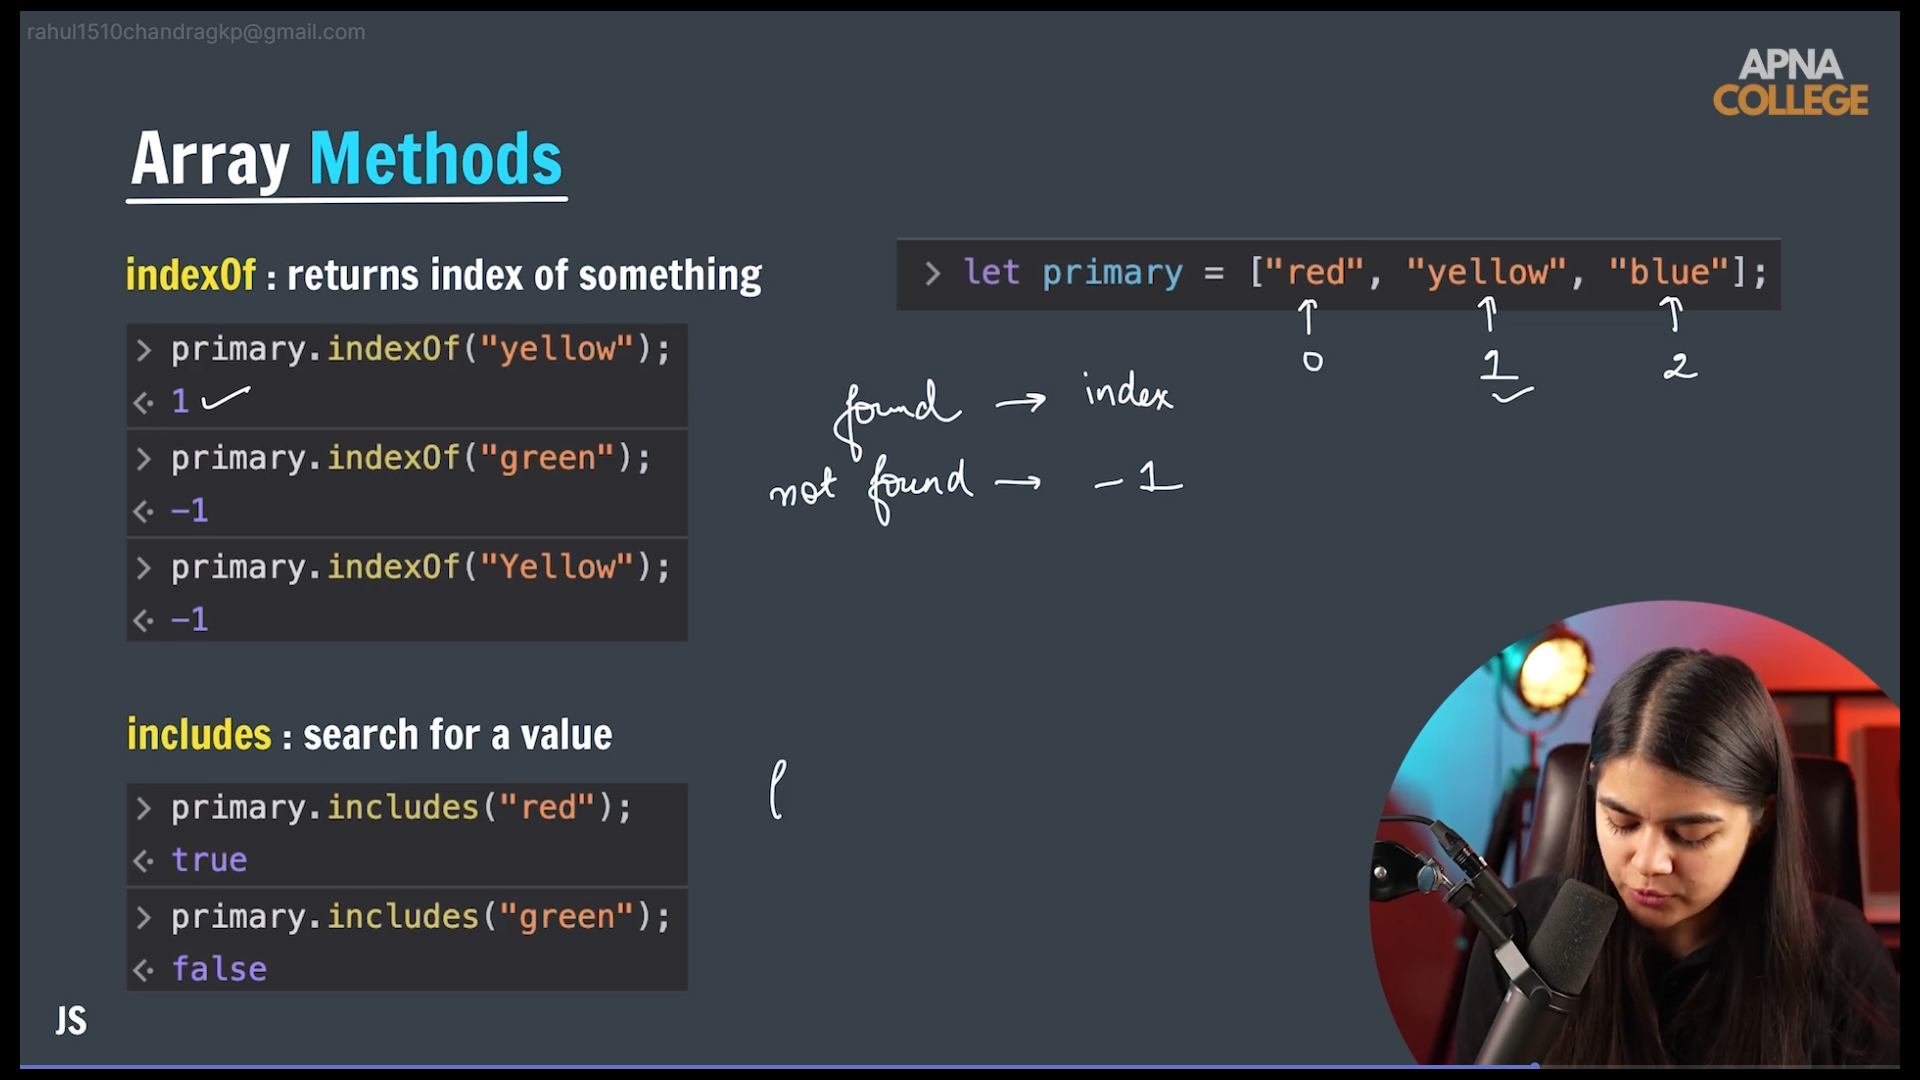 rahul1510chandragkp@gmail.com
APNA
COLLEGE
Array Methods
indexOf : returns index of something
> let primary = ["red", "yellow", "blue"];
0 1 2
> primary.indexOf("yellow");
<· 1
found → index
> primary.indexOf("green");
not found → -1
<· -1
> primary.indexOf("Yellow");
<· -1
includes : search for a value
> primary.includes("red");
<· true
> primary.includes("green");
<· false
JS